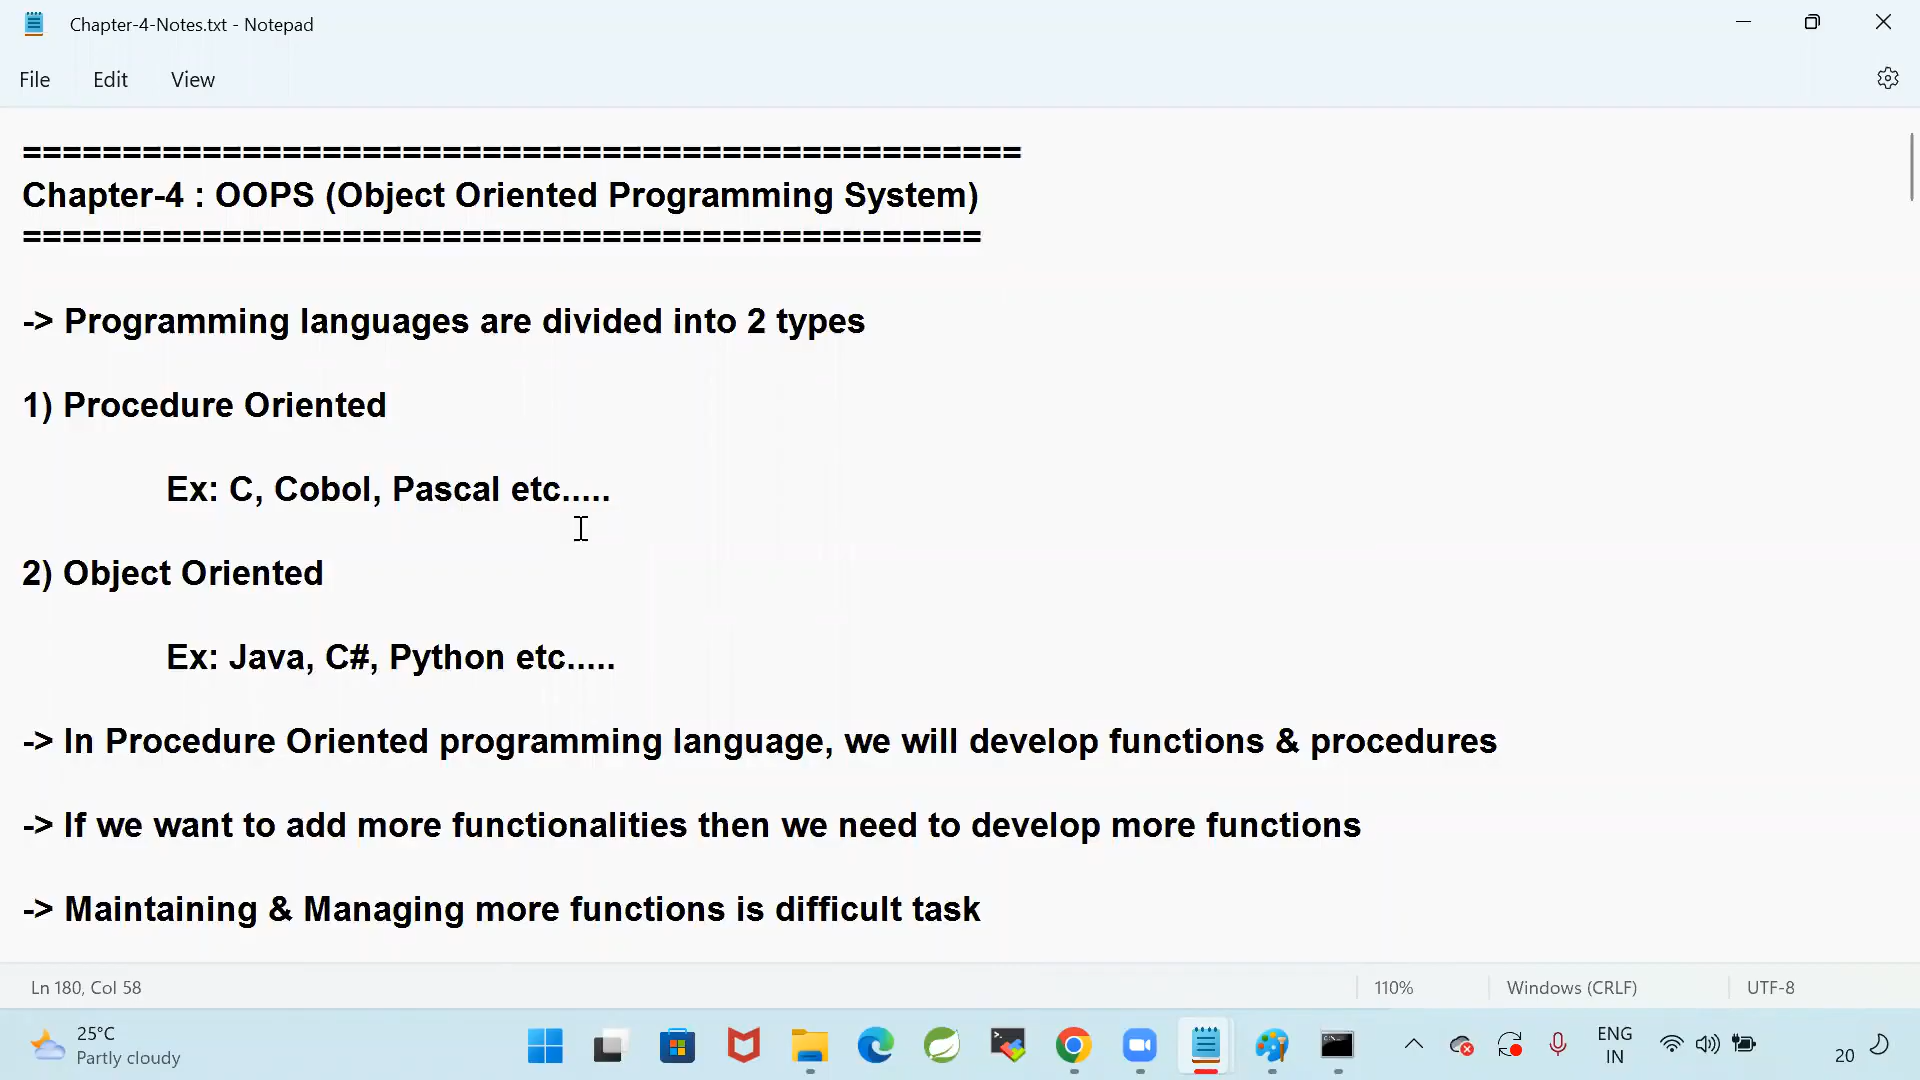 Chapter-4-Notes.txt - Notepad
File Edit View
==================================================
Chapter-4 : OOPS (Object Oriented Programming System)
================================================
-> Programming languages are divided into 2 types
1) Procedure Oriented
Ex: C, Cobol, Pascal etc.....
2) Object Oriented
Ex: Java, C#, Python etc.....
-> In Procedure Oriented programming language, we will develop functions & procedures
-> If we want to add more functionalities then we need to develop more functions
-> Maintaining & Managing more functions is difficult task
Ln 180, Col 58 110% Windows (CRLF) UTF-8
25°C
Partly cloudy
ENG
IN
20